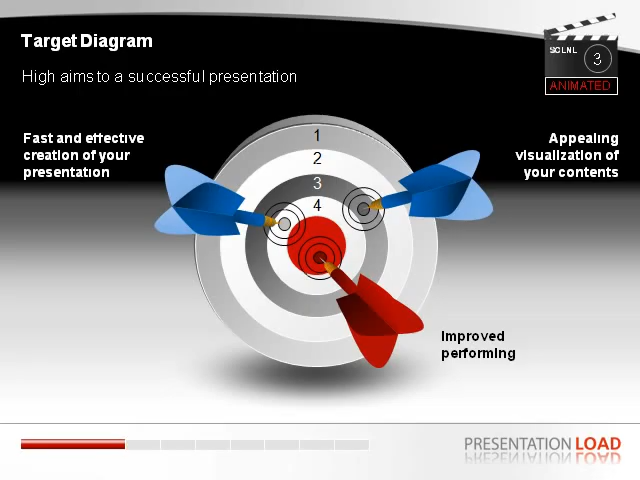 Target Diagram
High aims to a successful presentation
3
ANIMATED
Fast and effective
creation of your
presentation
Appealing
visualization of
your contents
1
2
3
4
Improved
performing
PRESENTATION LOAD